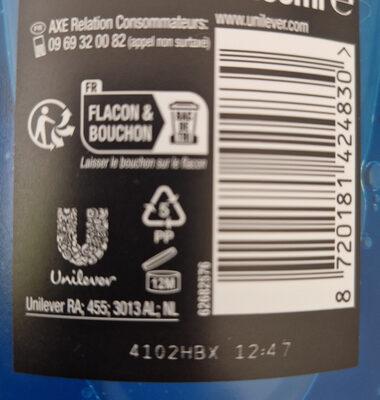 FR AXE Relation Consommateurs: www.unilever.com
09 69 32 00 82 (appel non surtaxé)
FR
FLACON &
BOUCHON
BAC
DE
TRI
Laisser le bouchon sur le flacon
5
PP
12M
Unilever
Unilever RA; 455; 3013 AL; NL
62662576
8 720181 424830 >
4102HBX 12:47